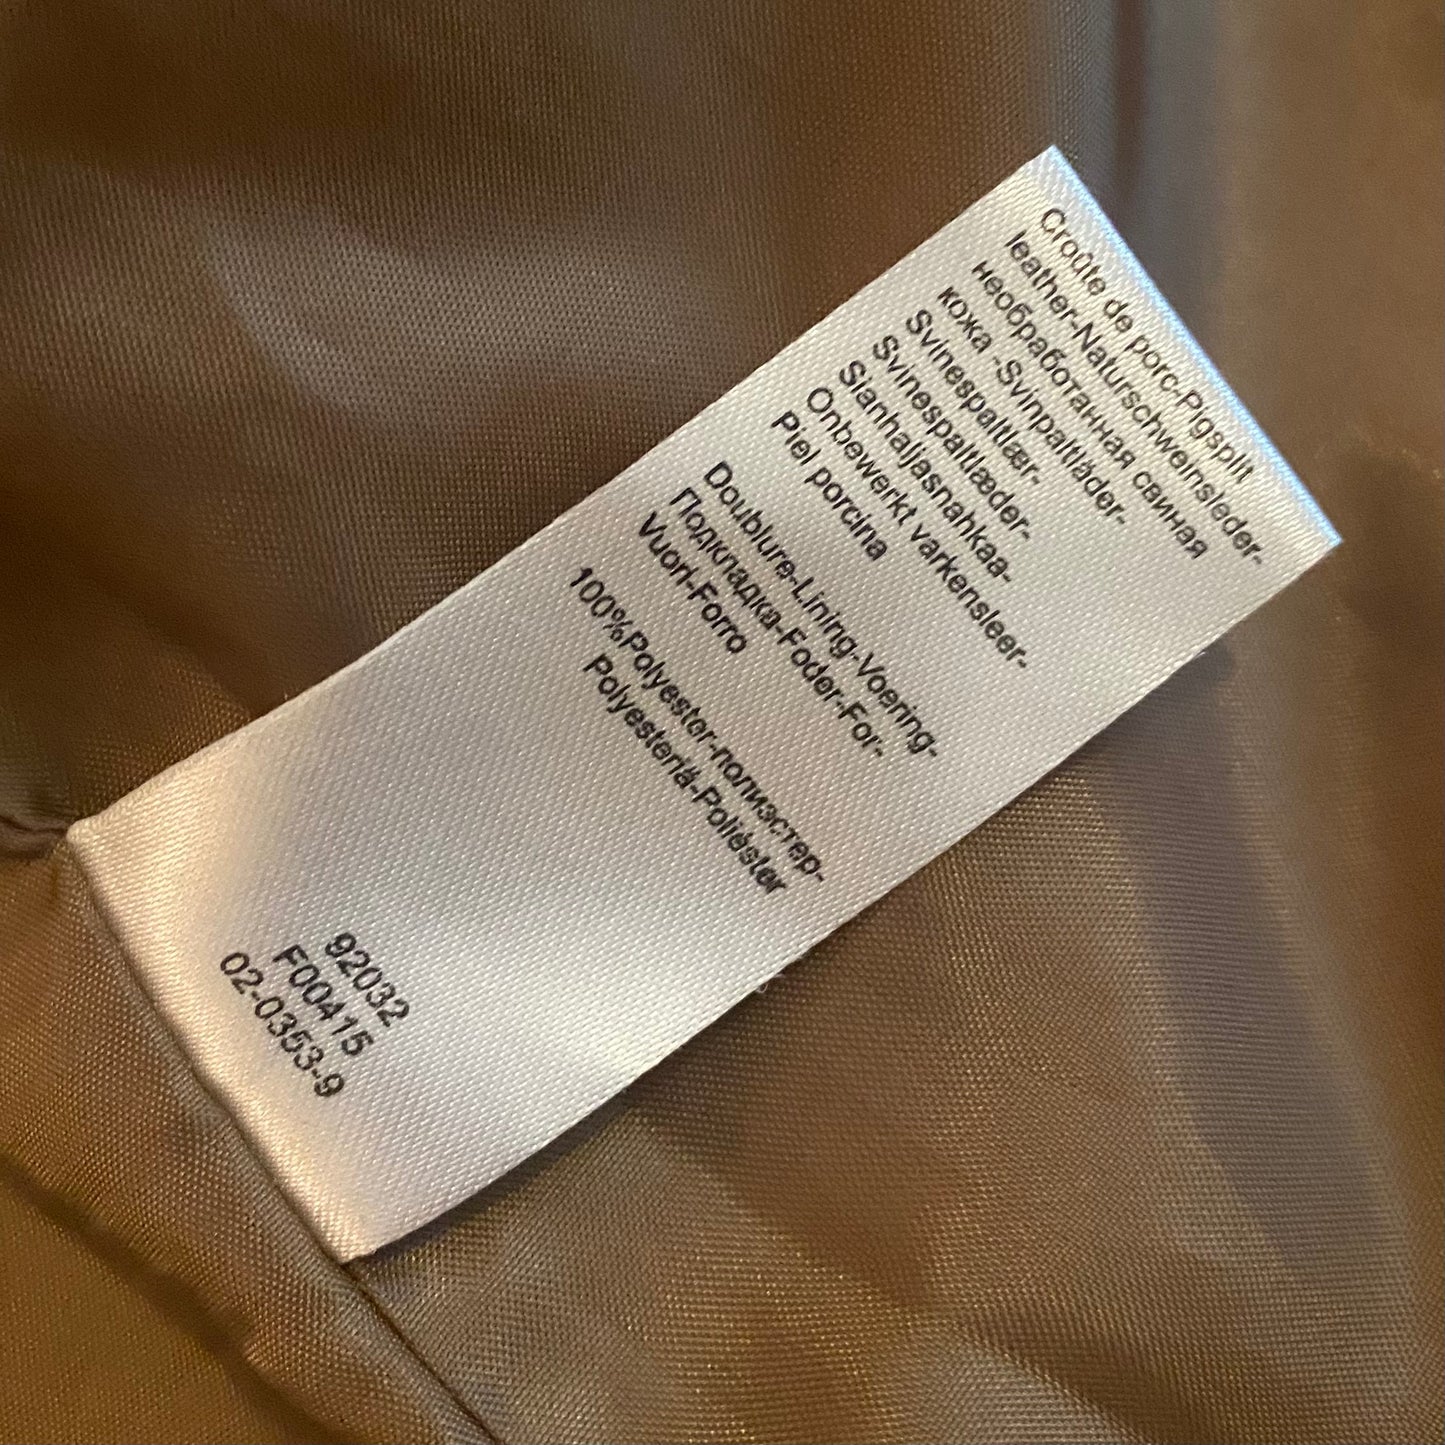 Croûte de porc-Pigsplit
leather-Naturschweinsleder-
необработанная свиная
кожа -Svinpaltläder-
Svinespaltlær-
Svinespaltlæder-
Sianhaljasnahkaa-
Onbewerkt varkensleer-
Piel porcina
Doublure-Lining-Voering-
Подкладка-Foder-For-
Vuori-Forro
100%Polyester-полиэстер-
Polyesteriä-Poliéster
92032
F00415
02-0353-9